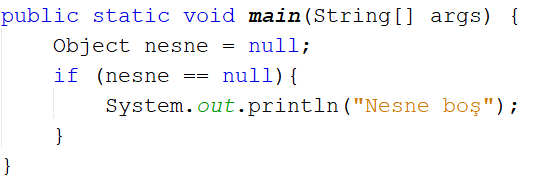 public static void main(String[] args) {
    Object nesne = null;
    if (nesne == null){
        System.out.println("Nesne boş");
    }
}